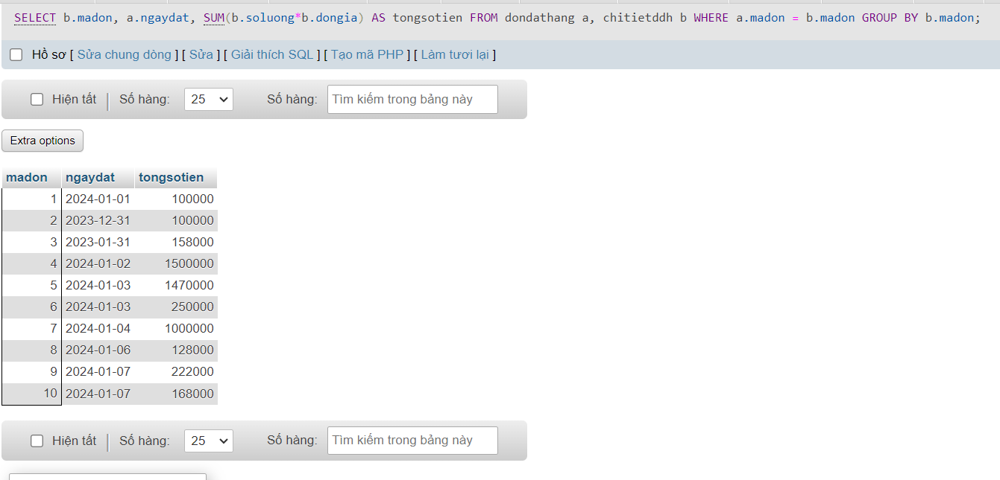 SELECT b.madon, a.ngaydat, SUM(b.soluong*b.dongia) AS tongsotien FROM dondathang a, chitietddh b WHERE a.madon = b.madon GROUP BY b.madon;
Hồ sơ [ Sửa chung dòng ] [ Sửa ] [ Giải thích SQL ] [ Tạo mã PHP ] [ Làm tươi lại ]
Hiện tất | Số hàng: 25 Số hàng: Tìm kiếm trong bảng này
Extra options
madon ngaydat tongsotien
1 2024-01-01 100000
2 2023-12-31 100000
3 2023-01-31 158000
4 2024-01-02 1500000
5 2024-01-03 1470000
6 2024-01-03 250000
7 2024-01-04 1000000
8 2024-01-06 128000
9 2024-01-07 222000
10 2024-01-07 168000
Hiện tất | Số hàng: 25 Số hàng: Tìm kiếm trong bảng này